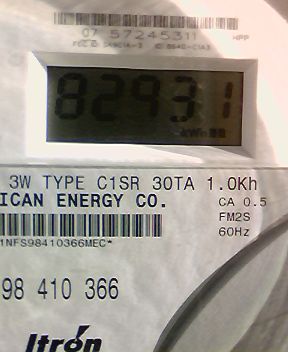 07 57245311 HPP
82931
kWh
3W TYPE C1SR 30TA 1.0Kh
ICAN ENERGY CO. CA 0.5
FM2S
60Hz
1NFS98410366MEC*
98 410 366
Itron